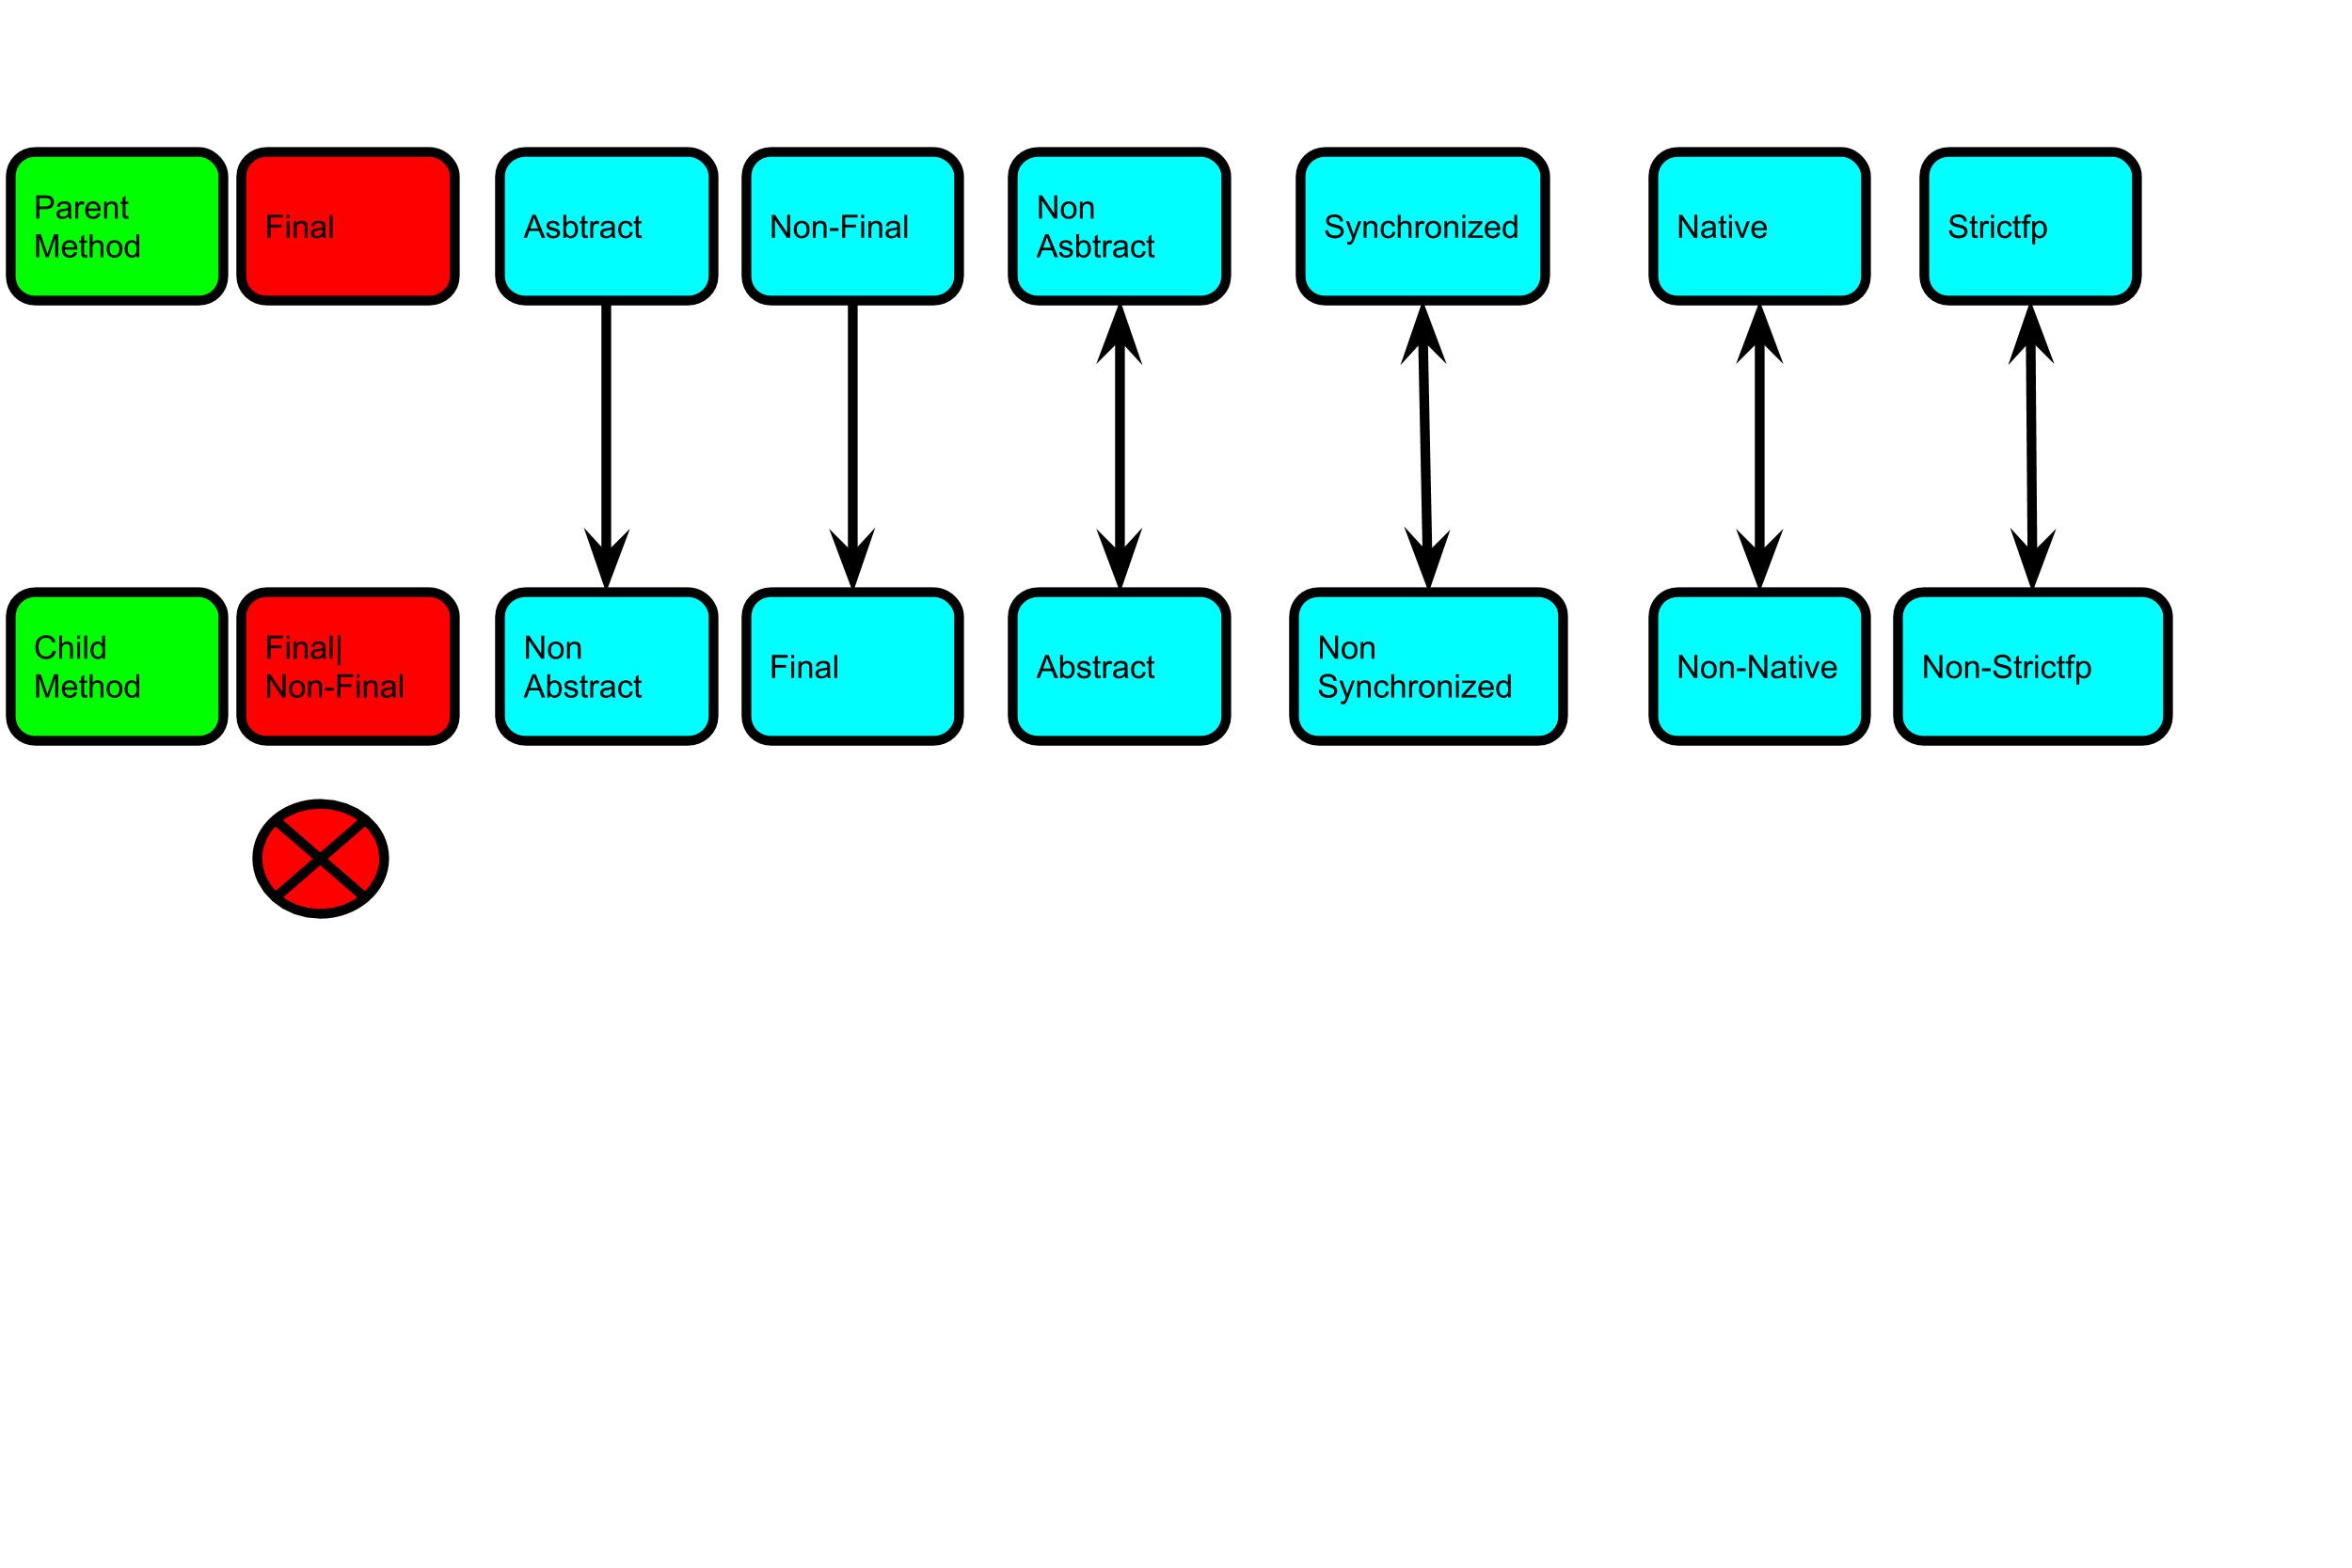 Parent
Method
Final
Asbtract
Non-Final
Non
Asbtract
Synchronized
Native
Strictfp
Child
Method
Final|
Non-Final
Non
Abstract
Final
Abstract
Non
Synchronized
Non-Native
Non-Strictfp